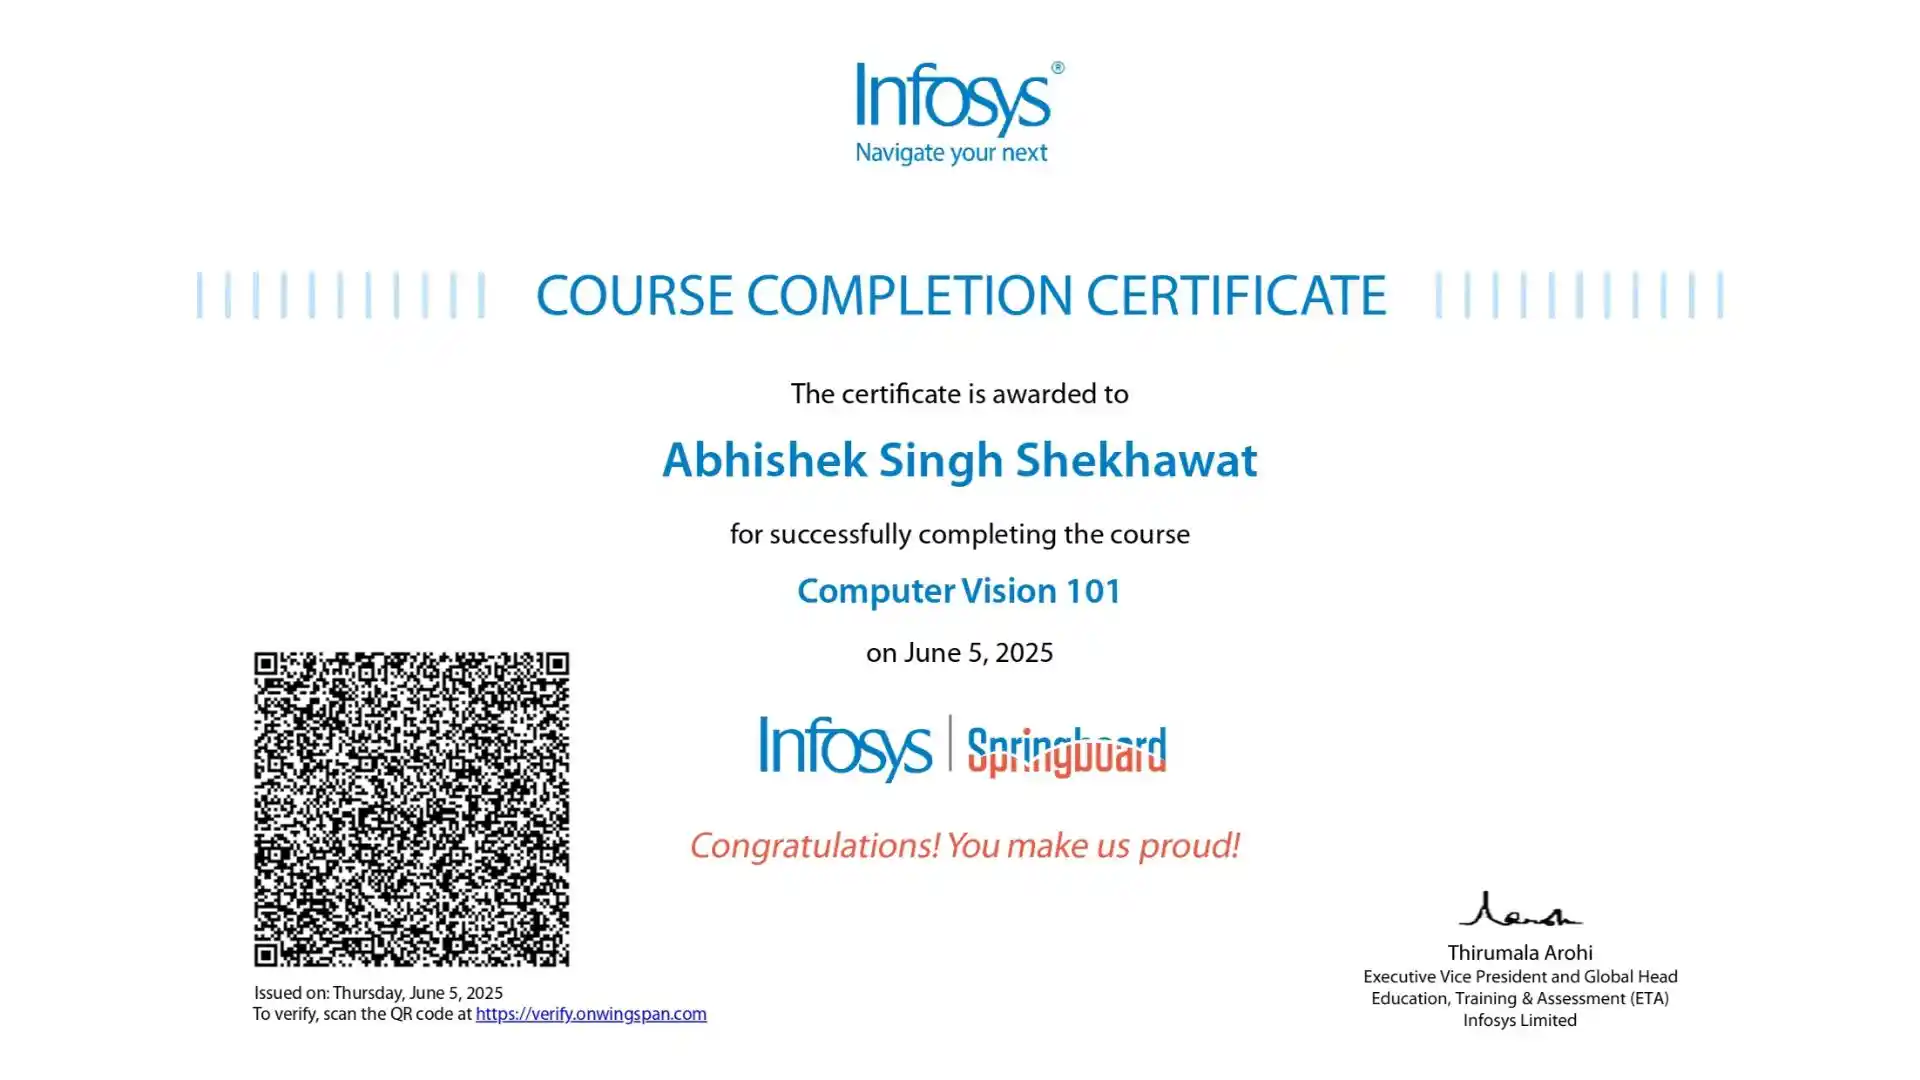 Infosys®
Navigate your next
COURSE COMPLETION CERTIFICATE
The certificate is awarded to
Abhishek Singh Shekhawat
for successfully completing the course
Computer Vision 101
on June 5, 2025
Infosys | Springboard
Congratulations! You make us proud!
Issued on: Thursday, June 5, 2025
To verify, scan the QR code at https://verify.onwingspan.com
Thirumala Arohi
Executive Vice President and Global Head
Education, Training & Assessment (ETA)
Infosys Limited